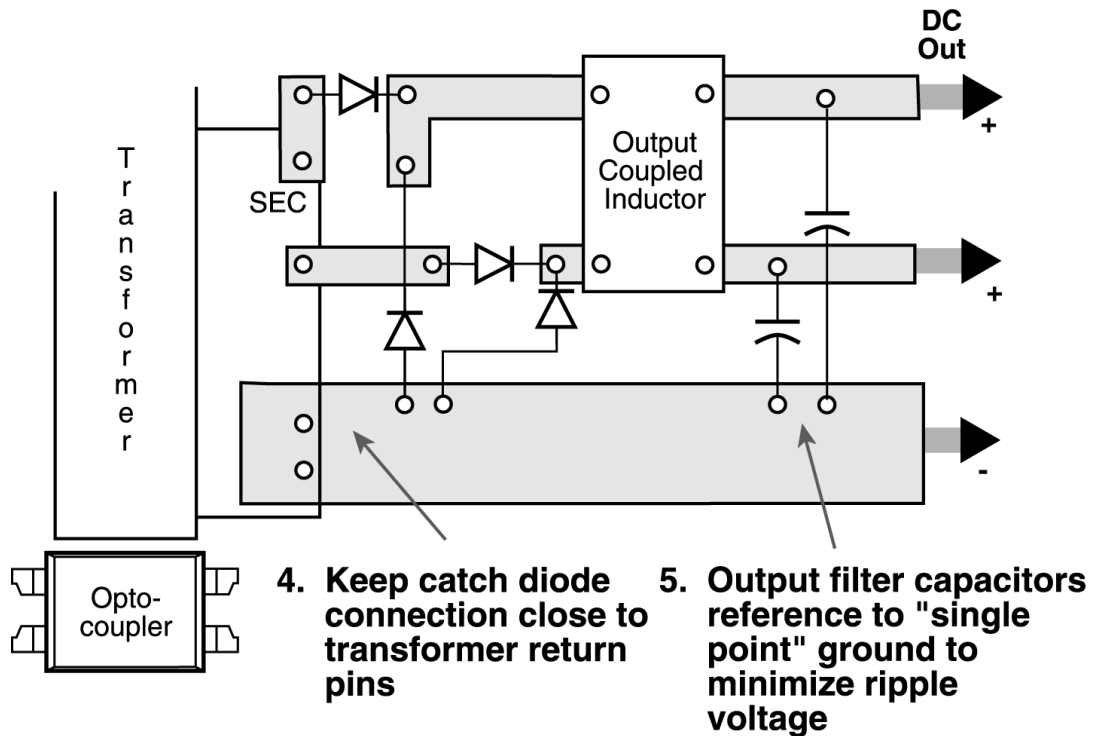 DC
Out
+
Transformer
Output
Coupled
Inductor
SEC
+
-
Opto-
coupler
4. Keep catch diode
connection close to
transformer return
pins
5. Output filter capacitors
reference to "single
point" ground to
minimize ripple
voltage